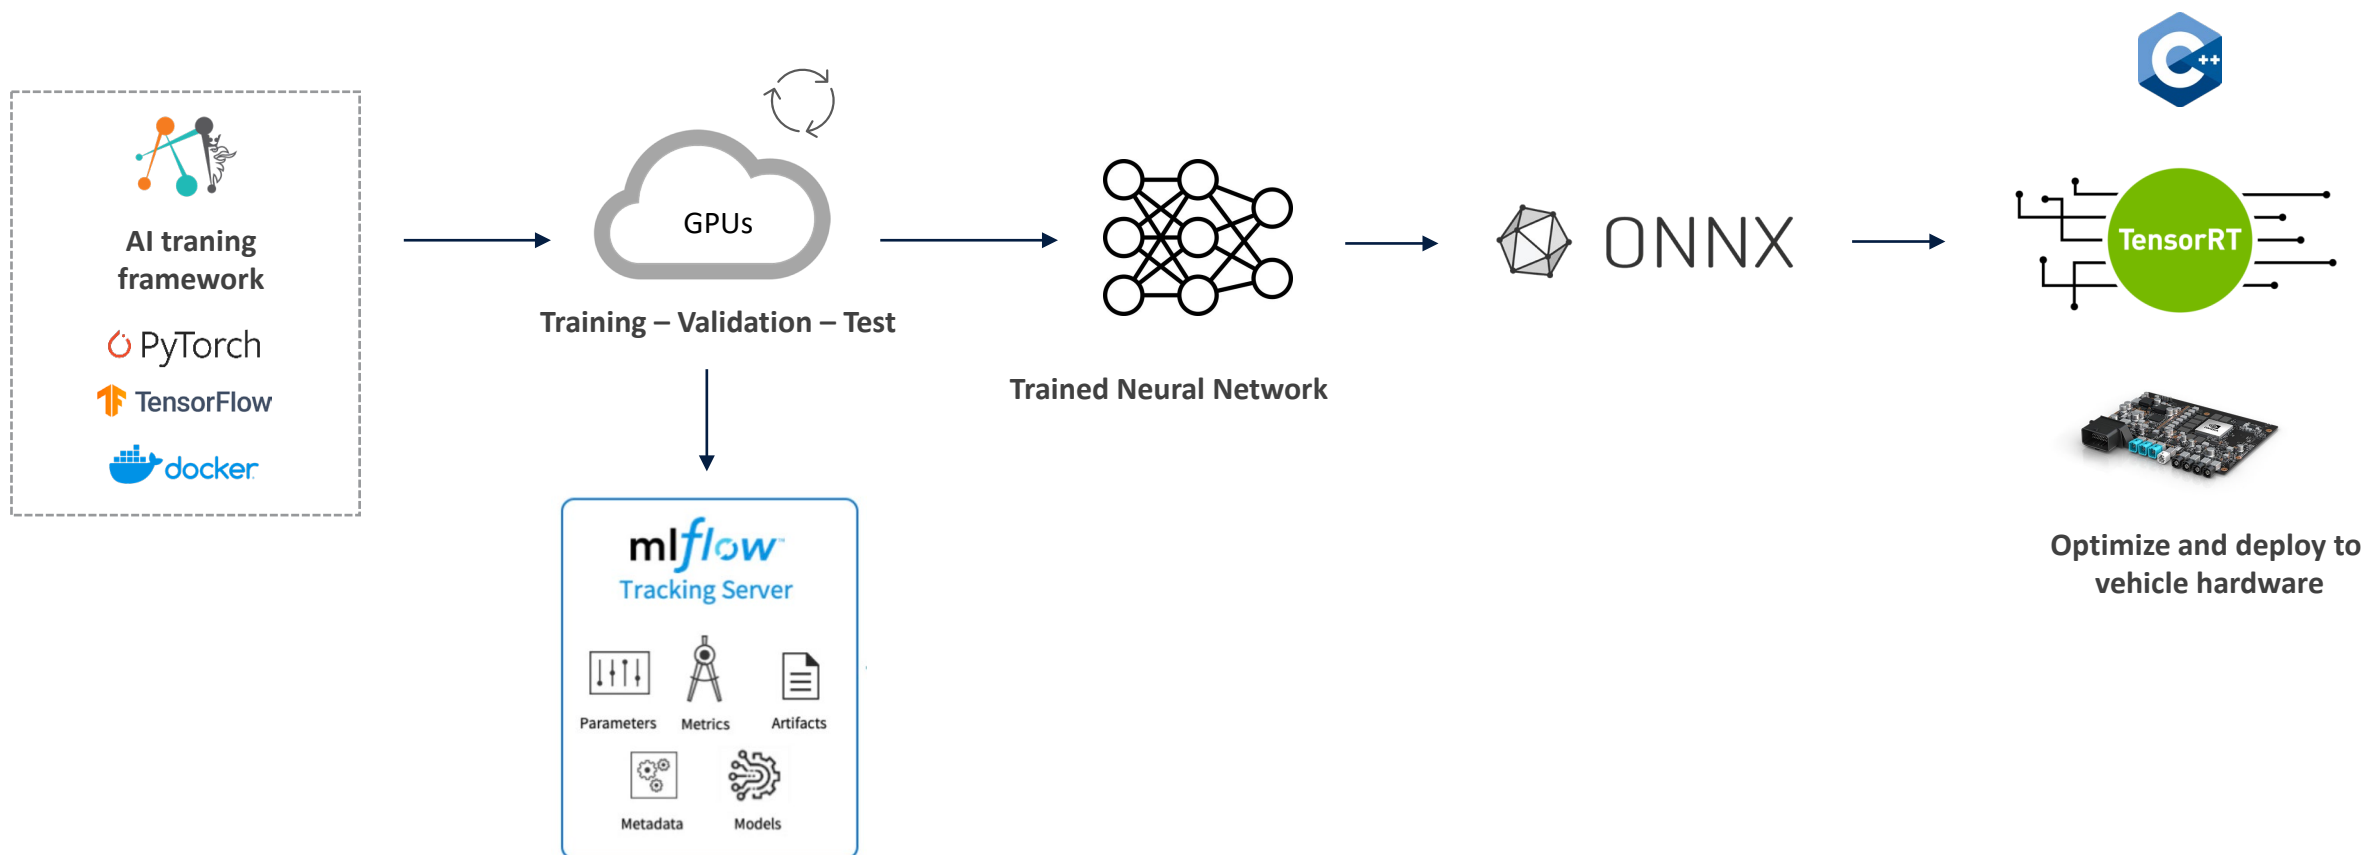 AI traning
framework
PyTorch
TensorFlow
docker
GPUs
Training – Validation – Test
mlflow™
Tracking Server
Parameters
Metrics
Artifacts
Metadata
Models
Trained Neural Network
ONNX
C++
TensorRT
Optimize and deploy to
vehicle hardware